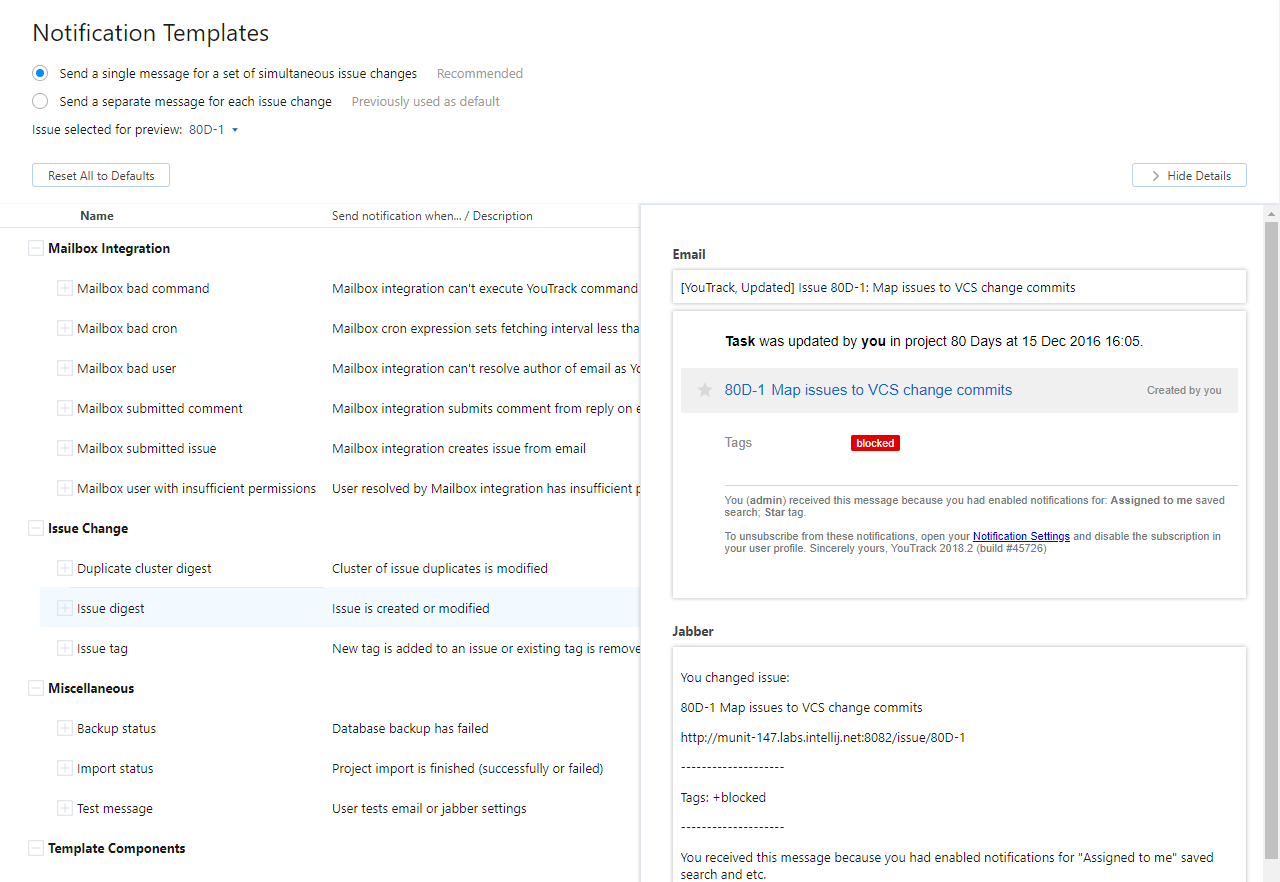 Notification Templates
Send a single message for a set of simultaneous issue changes Recommended
Send a separate message for each issue change Previously used as default
Issue selected for preview: 80D-1
Reset All to Defaults
Hide Details
Name Send notification when... / Description
Mailbox Integration
Mailbox bad command Mailbox integration can't execute YouTrack command
Mailbox bad cron Mailbox cron expression sets fetching interval less tha
Mailbox bad user Mailbox integration can't resolve author of email as Yo
Mailbox submitted comment Mailbox integration submits comment from reply on e
Mailbox submitted issue Mailbox integration creates issue from email
Mailbox user with insufficient permissions User resolved by Mailbox integration has insufficient p
Issue Change
Duplicate cluster digest Cluster of issue duplicates is modified
Issue digest Issue is created or modified
Issue tag New tag is added to an issue or existing tag is remove
Miscellaneous
Backup status Database backup has failed
Import status Project import is finished (successfully or failed)
Test message User tests email or jabber settings
Template Components
Email
[YouTrack, Updated] Issue 80D-1: Map issues to VCS change commits
Task was updated by you in project 80 Days at 15 Dec 2016 16:05.
80D-1 Map issues to VCS change commits Created by you
Tags blocked
You (admin) received this message because you had enabled notifications for: Assigned to me saved
search; Star tag.
To unsubscribe from these notifications, open your Notification Settings and disable the subscription in
your user profile. Sincerely yours, YouTrack 2018.2 (build #45726)
Jabber
You changed issue:
80D-1 Map issues to VCS change commits
http://munit-147.labs.intellij.net:8082/issue/80D-1
--------------------
Tags: +blocked
--------------------
You received this message because you had enabled notifications for "Assigned to me" saved
search and etc.